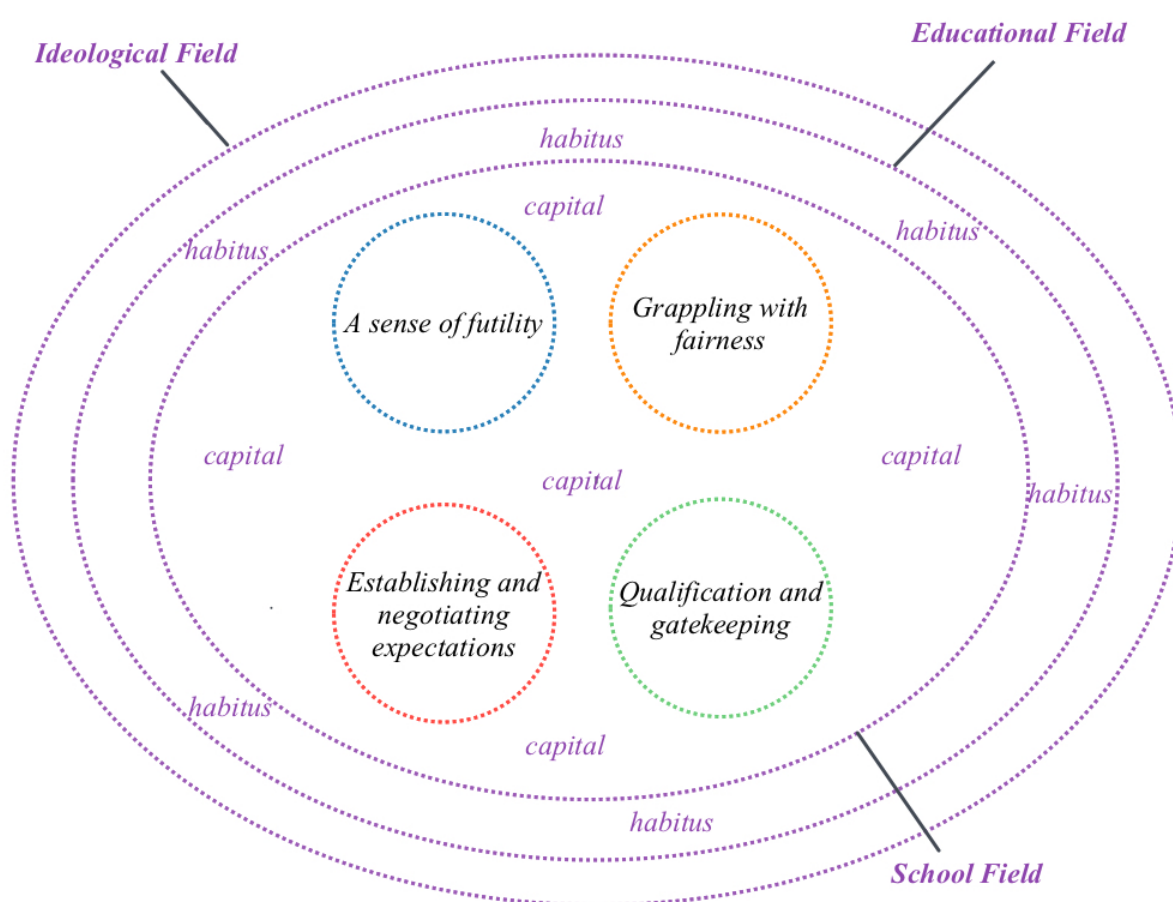 Educational Field
Ideological Field
habitus
capital
habitus
habitus
A sense of futility
Grappling with
fairness
capital
capital
capital
habitus
Establishing and
negotiating
expectations
Qualification and
gatekeeping
habitus
capital
habitus
School Field